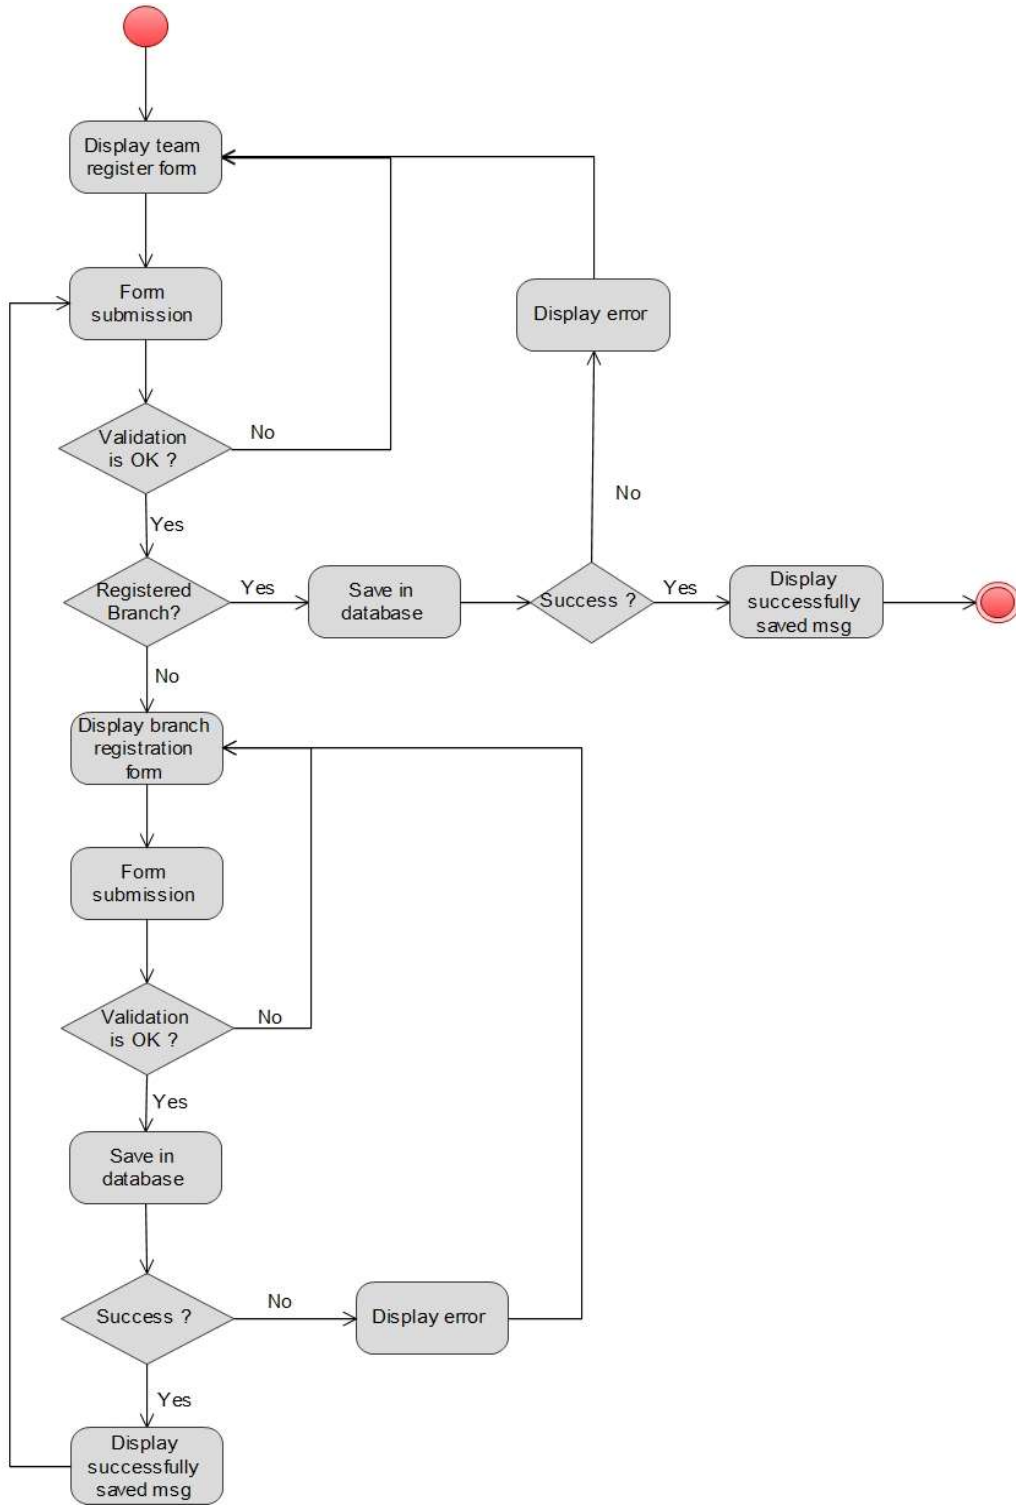 Display team
register form
Form
submission
Display error
Validation
is OK ?
No
No
Yes
Registered
Branch?
Yes
Save in
database
Success ?
Yes
Display
successfully
saved msg
No
Display branch
registration
form
Form
submission
Validation
is OK ?
No
Yes
Save in
database
Success ?
No
Display error
Yes
Display
successfully
saved msg